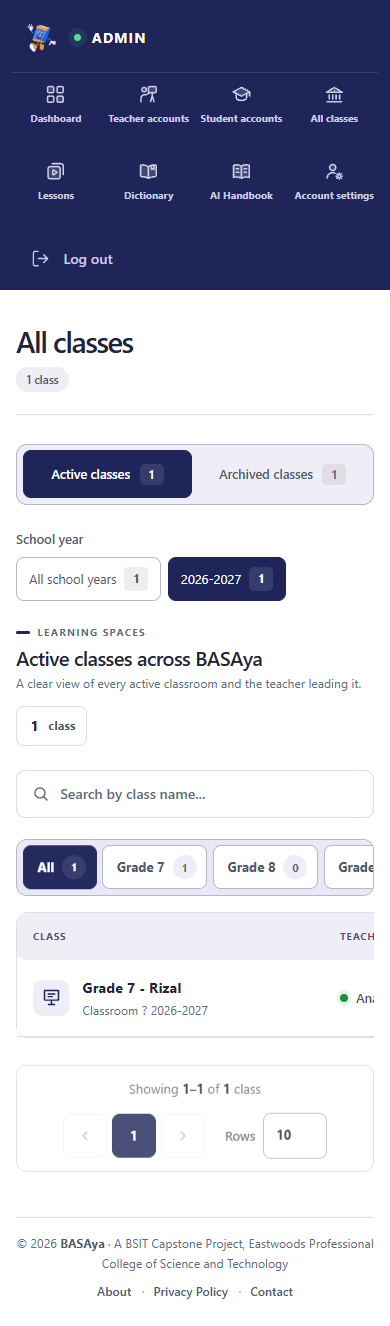 ADMIN
Dashboard
Teacher accounts
Student accounts
All classes
Lessons
Dictionary
AI Handbook
Account settings
Log out
All classes
1 class
Active classes 1
Archived classes 1
School year
All school years 1
2026-2027 1
LEARNING SPACES
Active classes across BASAya
A clear view of every active classroom and the teacher leading it.
1 class
Search by class name...
All 1
Grade 7 1
Grade 8 0
Grade
CLASS
TEACH
Grade 7 - Rizal
Classroom ? 2026-2027
Ana
Showing 1–1 of 1 class
1
Rows
10
© 2026 BASAya · A BSIT Capstone Project, Eastwoods Professional
College of Science and Technology
About · Privacy Policy · Contact